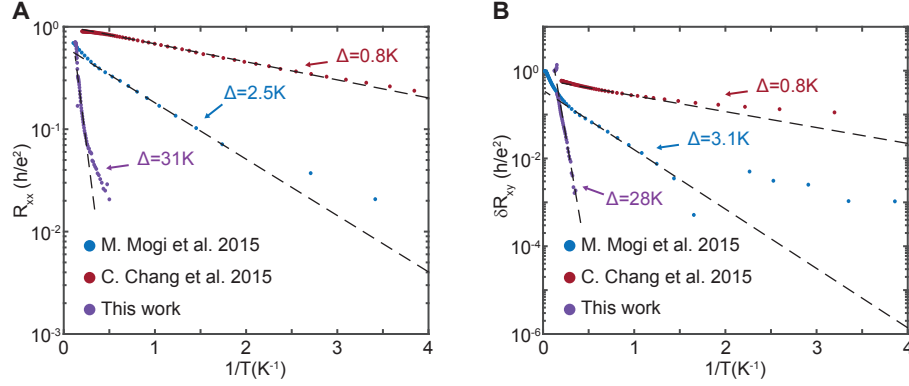 A
R_xx (h/e²)
10⁰
10⁻¹
10⁻²
10⁻³
0 1 2 3 4
1/T(K⁻¹)
Δ=0.8K
Δ=2.5K
Δ=31K
M. Mogi et al. 2015
C. Chang et al. 2015
This work
B
δR_xy (h/e²)
10⁰
10⁻²
10⁻⁴
10⁻⁶
0 1 2 3 4
1/T(K⁻¹)
Δ=0.8K
Δ=3.1K
Δ=28K
M. Mogi et al. 2015
C. Chang et al. 2015
This work